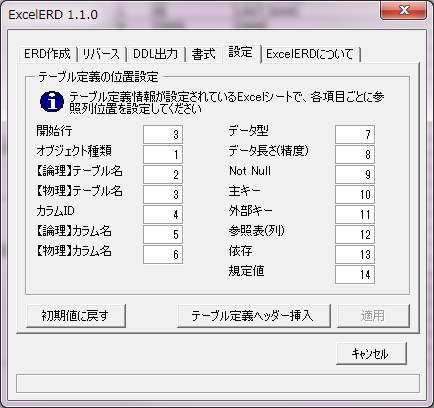 ExcelERD 1.1.0
ERD作成 リバース DDL出力 書式 設定 ExcelERDについて
テーブル定義の位置設定
テーブル定義情報が設定されているExcelシートで、各項目ごとに参
照列位置を設定してください
開始行 3 データ型 7
オブジェクト種類 1 データ長さ(精度) 8
【論理】テーブル名 2 Not Null 9
【物理】テーブル名 3 主キー 10
カラムID 4 外部キー 11
【論理】カラム名 5 参照表(列) 12
【物理】カラム名 6 依存 13
規定値 14
初期値に戻す テーブル定義ヘッダー挿入 適用
キャンセル